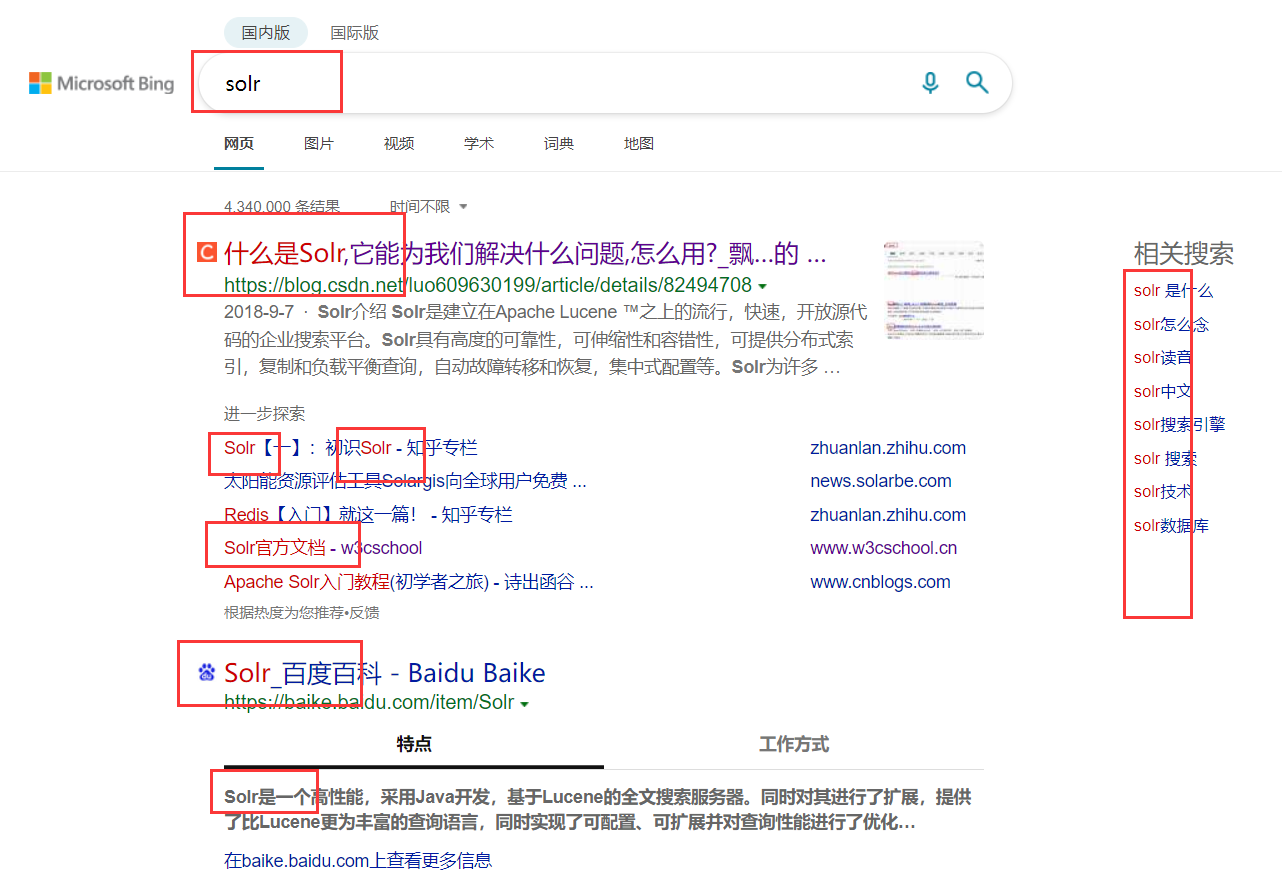 国内版 国际版
Microsoft Bing
solr
网页 图片 视频 学术 词典 地图
4,340,000 条结果 时间不限
什么是Solr,它能为我们解决什么问题,怎么用?_飘...的 ...
https://blog.csdn.net/luo609630199/article/details/82494708
2018-9-7 · Solr介绍 Solr是建立在Apache Lucene ™之上的流行，快速，开放源代
码的企业搜索平台。Solr具有高度的可靠性，可伸缩性和容错性，可提供分布式索
引，复制和负载平衡查询，自动故障转移和恢复，集中式配置等。Solr为许多 …
进一步探索
Solr【一】：初识Solr - 知乎专栏 zhuanlan.zhihu.com
太阳能资源评估工具Solargis向全球用户免费 ... news.solarbe.com
Redis【入门】就这一篇！ - 知乎专栏 zhuanlan.zhihu.com
Solr官方文档 - w3cschool www.w3cschool.cn
Apache Solr入门教程(初学者之旅) - 诗出函谷 ... www.cnblogs.com
根据热度为您推荐•反馈
Solr_百度百科 - Baidu Baike
https://baike.baidu.com/item/Solr
特点 工作方式
Solr是一个高性能，采用Java开发，基于Lucene的全文搜索服务器。同时对其进行了扩展，提供
了比Lucene更为丰富的查询语言，同时实现了可配置、可扩展并对查询性能进行了优化…
在baike.baidu.com上查看更多信息
相关搜索
solr 是什么
solr怎么念
solr读音
solr中文
solr搜索引擎
solr 搜索
solr技术
solr数据库